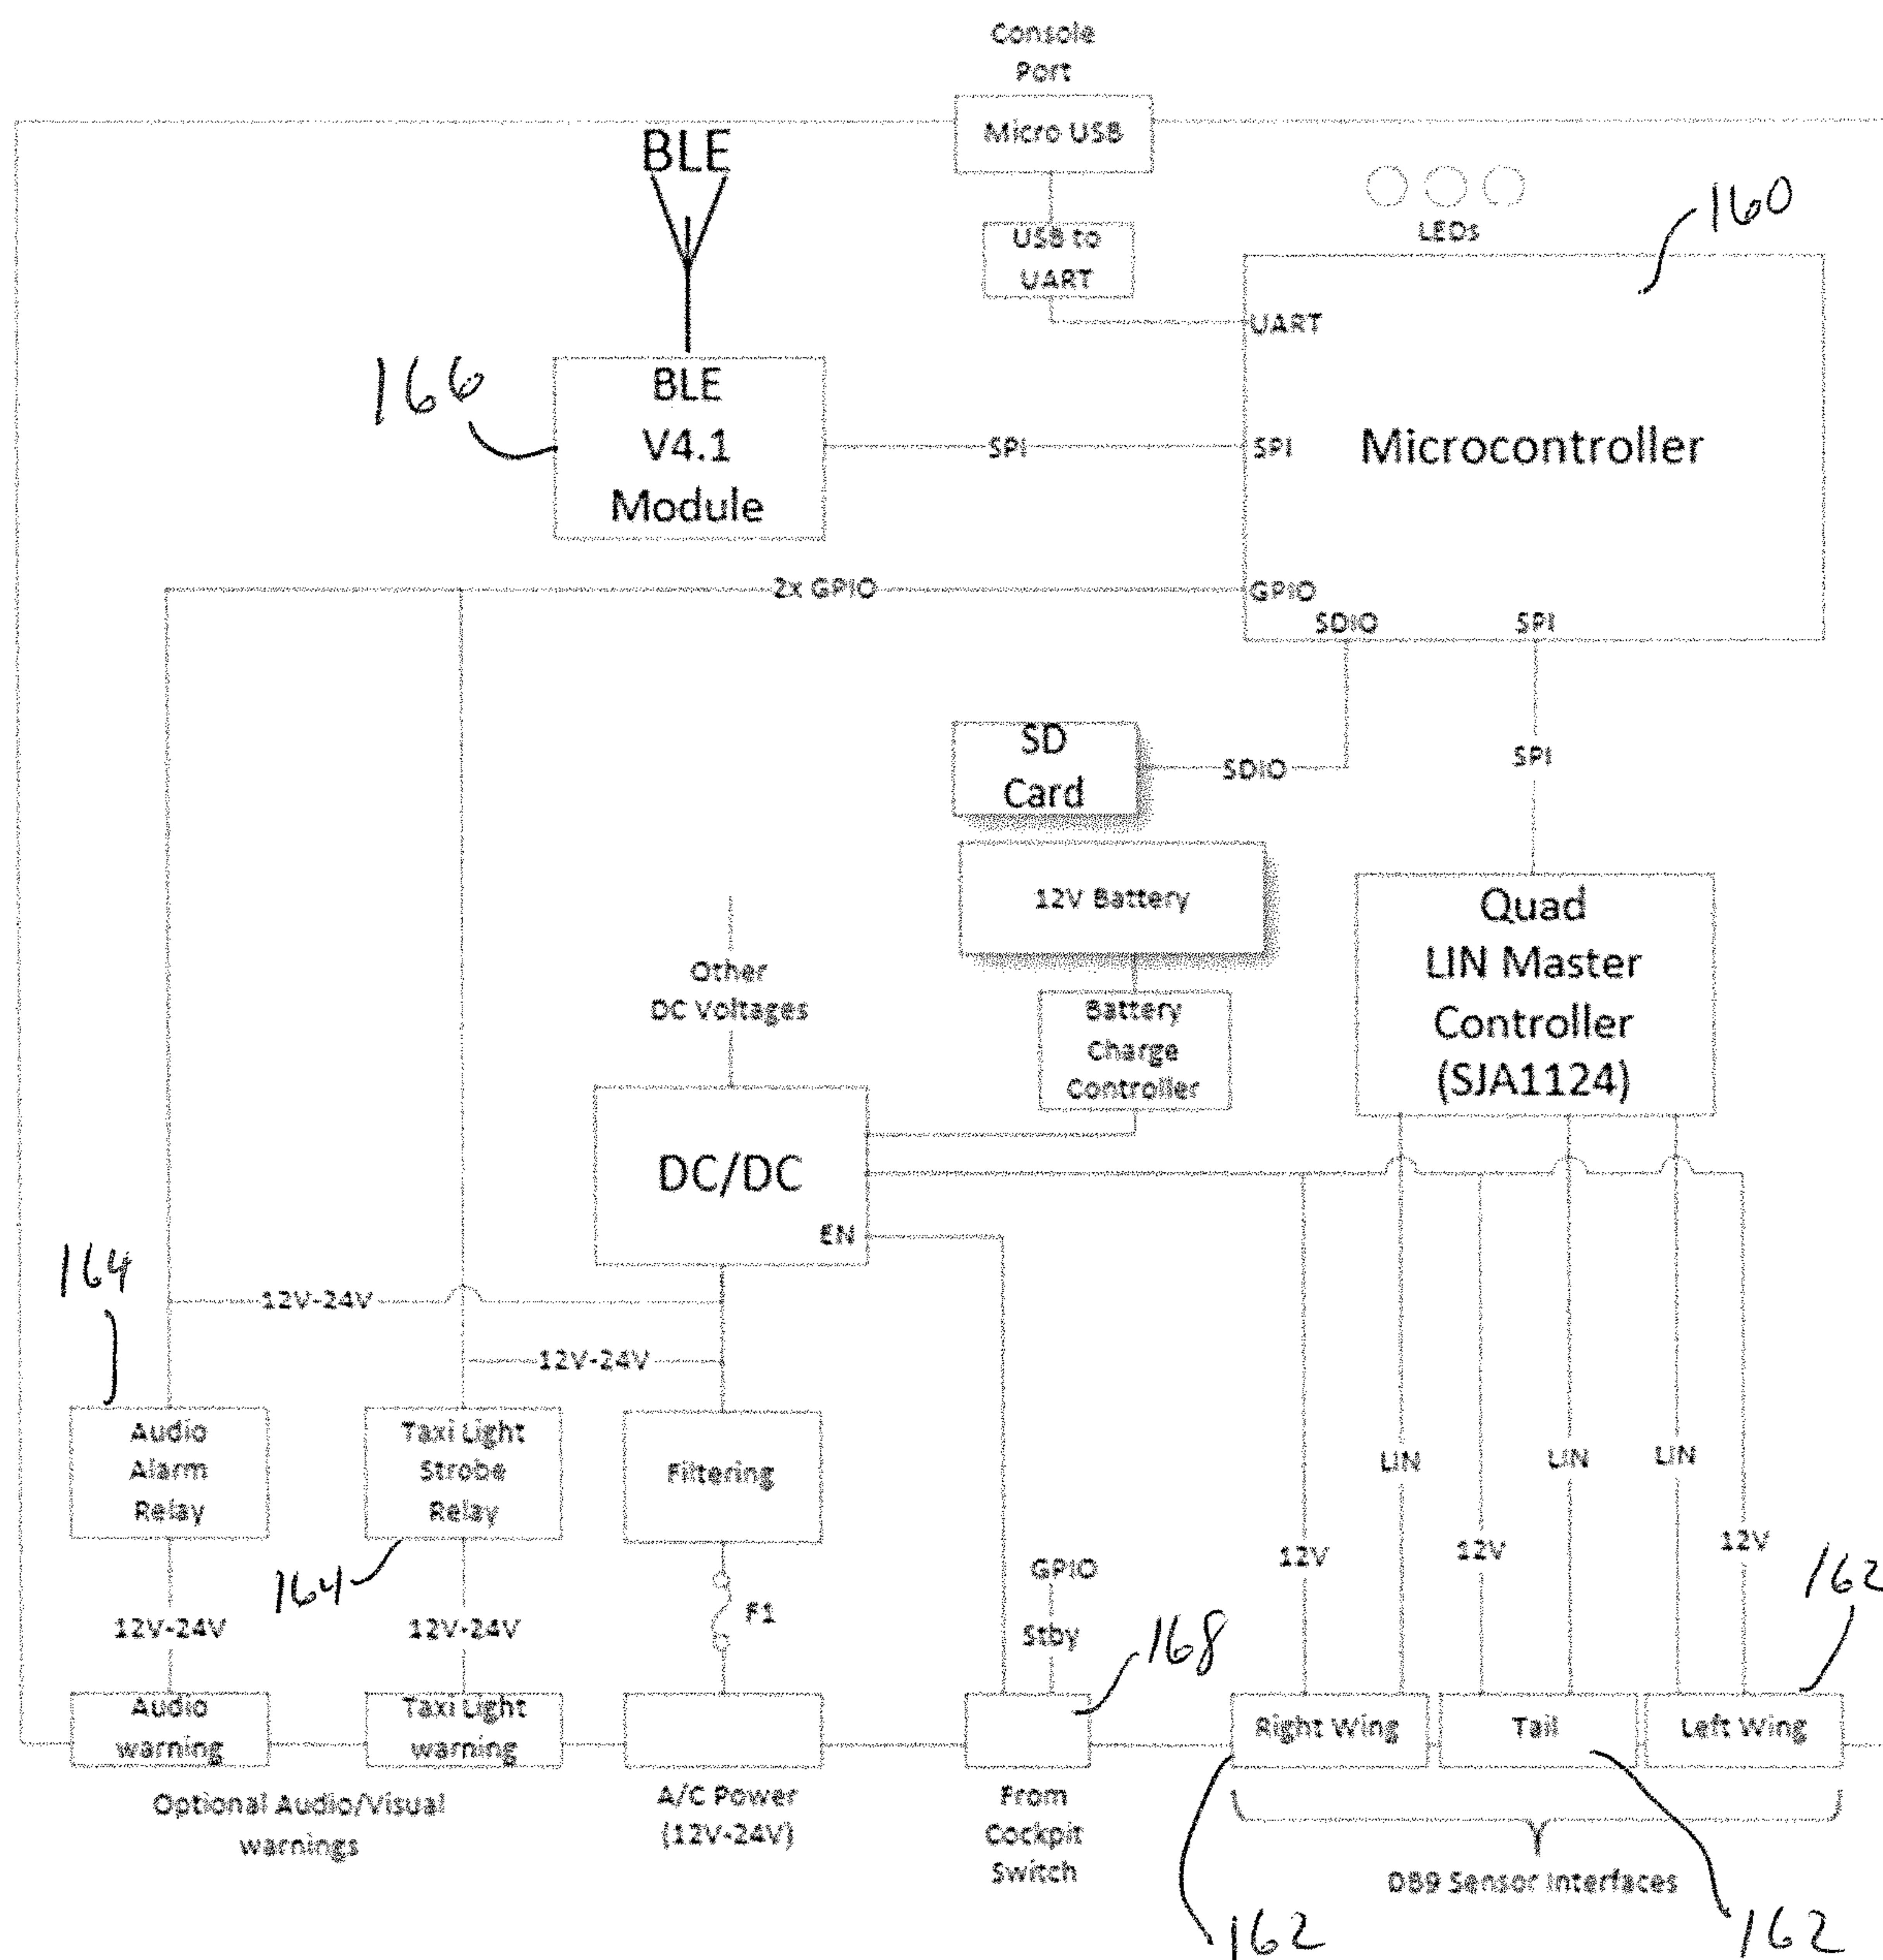 Console
Port
Micro USB
BLE
LEDs
160
USB to
UART
UART
166
BLE
V4.1
Module
SPI
SPI
Microcontroller
2x GPIO
GPIO
SDIO
SPI
SD
Card
SDIO
SPI
12V Battery
Quad
LIN Master
Controller
(SJA1124)
Other
DC Voltages
Battery
Charge
Controller
DC/DC
EN
164
12V-24V
12V-24V
Audio
Alarm
Relay
Taxi Light
Strobe
Relay
Filtering
LIN
LIN
LIN
12V
12V
12V
162
164
GPIO
F1
12V-24V
12V-24V
Stby
168
Audio
warning
Taxi Light
warning
Right Wing
Tail
Left Wing
Optional Audio/Visual
warnings
A/C Power
(12V-24V)
From
Cockpit
Switch
DB9 Sensor Interfaces
162
162